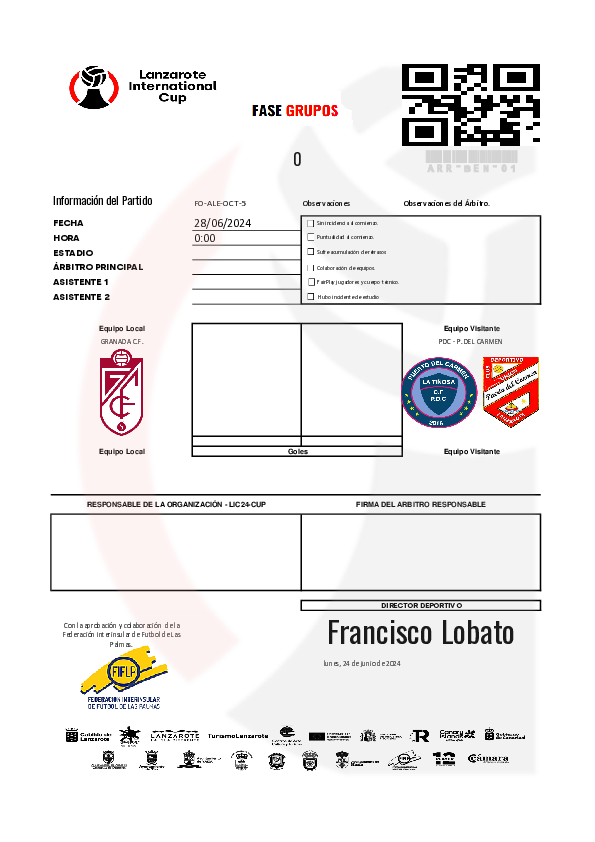 Lanzarote
International
Cup
FASE GRUPOS
0
ARR"BEN"01
Información del Partido
FO-ALE-OCT-5
Observaciones
Observaciones del Árbitro.
FECHA
28/06/2024
Sin incidencia al comienzo.
HORA
0:00
Puntualidad al comienzo.
ESTADIO
Sufre acumulación de retrasos
ÁRBITRO PRINCIPAL
Colaboración de equipos.
ASISTENTE 1
FairPlay jugadores y cuerpo técnico.
ASISTENTE 2
Hubo incidente de estudio
Equipo Local
Equipo Visitante
GRANADA C.F.
PDC - P. DEL CARMEN
PUERTO DEL CARMEN
LA TIÑOSA
C.F
P.D.C
2016
CLUB DEPORTIVO
Puerto del Carmen
Equipo Local
Goles
Equipo Visitante
RESPONSABLE DE LA ORGANIZACIÓN - LIC24-CUP
FIRMA DEL ARBITRO RESPONSABLE
DIRECTOR DEPORTIVO
Con la aprobación y colaboración de la
Federación interinsular de Futbol de Las
Palmas.
Francisco Lobato
lunes, 24 de junio de 2024
FIFLP
FEDERACIÓN INTERINSULAR
DE FUTBOL DE LAS PALMAS
Cabildo de
Lanzarote
LANZAROTE
TurismoLanzarote
Cámara